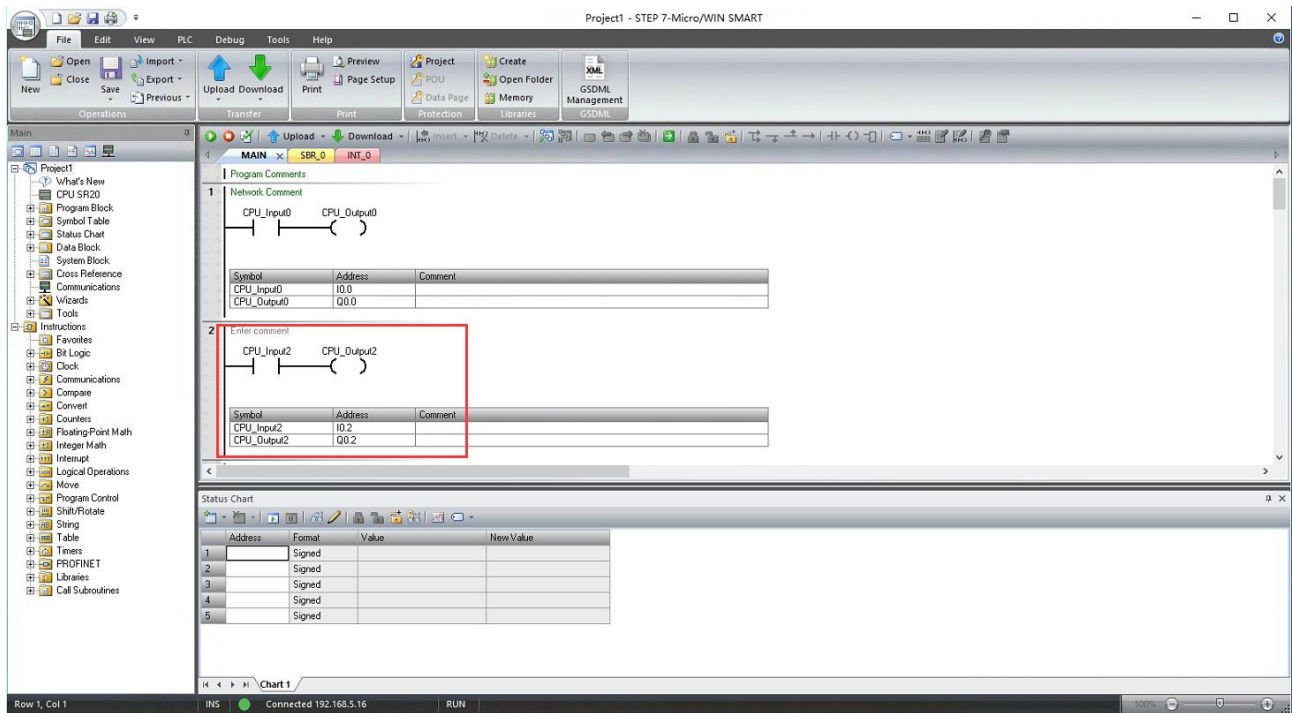 Project1 - STEP 7-Micro/WIN SMART
File Edit View PLC Debug Tools Help
New
Open
Close
Save
Import
Export
Previous
Operations
Upload Download
Transfer
Print
Preview
Page Setup
Print
Project
POU
Data Page
Protection
Create
Open Folder
Memory
Libraries
XML
GSDML
Management
GSDML
Main
Project1
What's New
CPU SR20
Program Block
Symbol Table
Status Chart
Data Block
System Block
Cross Reference
Communications
Wizards
Tools
Instructions
Favorites
Bit Logic
Clock
Communications
Compare
Convert
Counters
Floating-Point Math
Integer Math
Interrupt
Logical Operations
Move
Program Control
Shift/Rotate
String
Table
Timers
PROFINET
Libraries
Call Subroutines
Upload Download Insert Delete
MAIN SBR_0 INT_0
Program Comments
1 Network Comment
CPU_Input0 CPU_Output0
Symbol Address Comment
CPU_Input0 I0.0
CPU_Output0 Q0.0
2 Enter comment
CPU_Input2 CPU_Output2
Symbol Address Comment
CPU_Input2 I0.2
CPU_Output2 Q0.2
Status Chart
Address Format Value New Value
1 Signed
2 Signed
3 Signed
4 Signed
5 Signed
Chart 1
Row 1, Col 1 INS Connected 192.168.5.16 RUN 100%